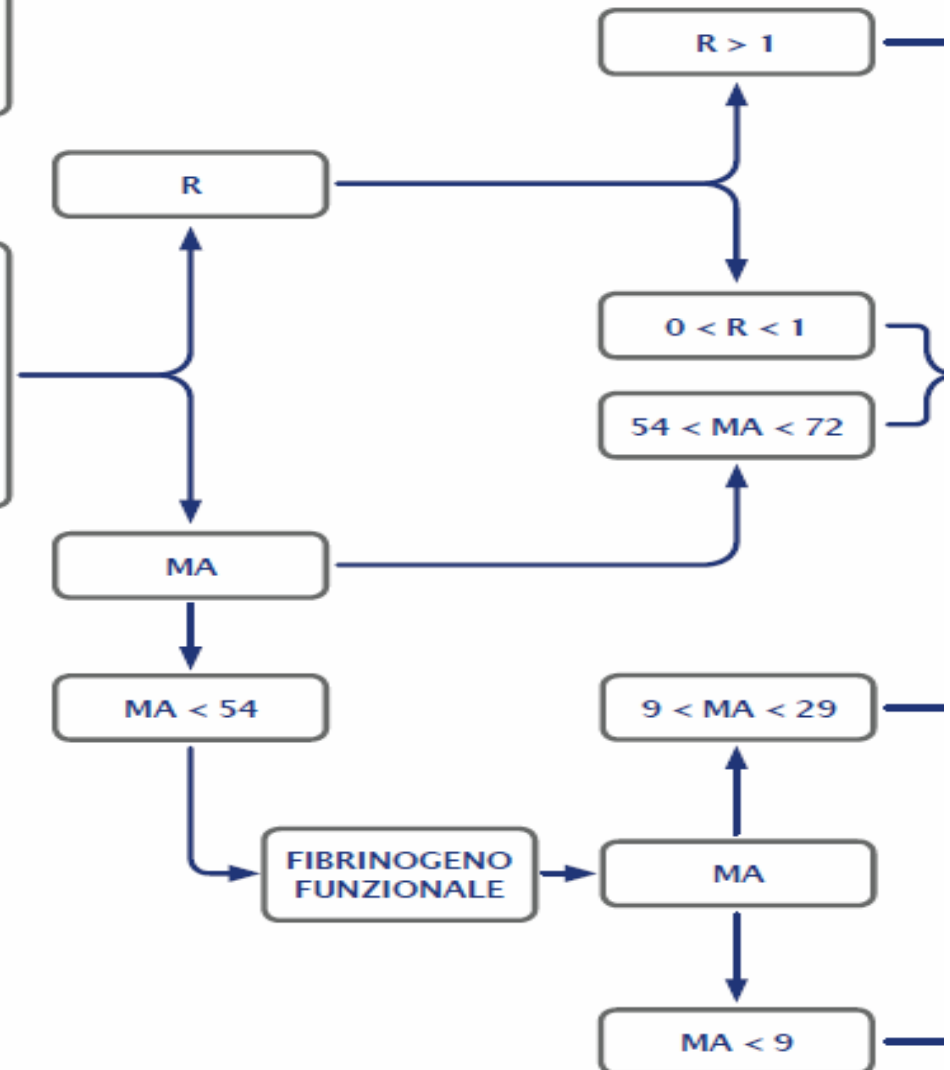 R > 1
R
0 < R < 1
54 < MA < 72
MA
MA < 54
9 < MA < 29
FIBRINOGENO
FUNZIONALE
MA
MA < 9